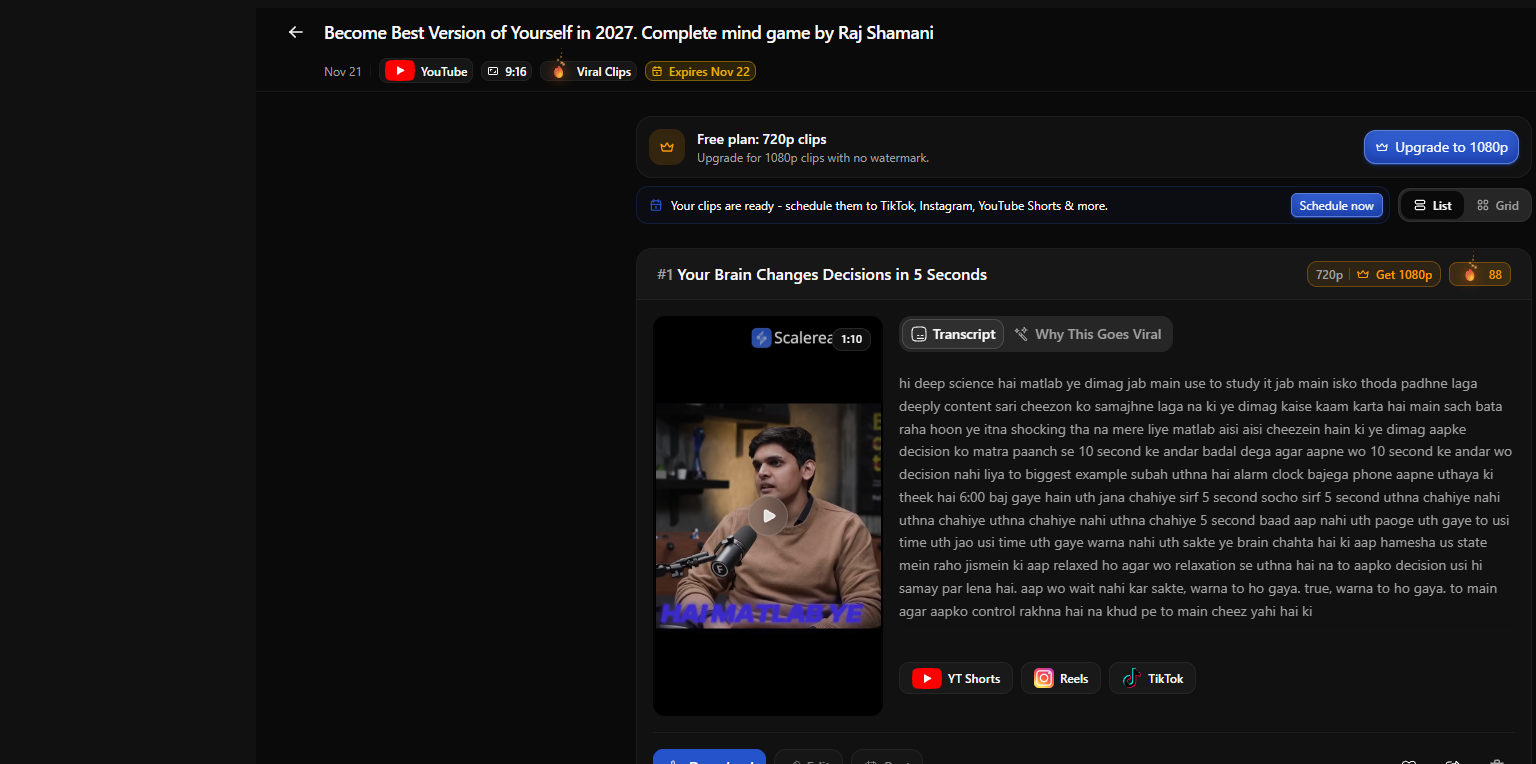 Become Best Version of Yourself in 2027. Complete mind game by Raj Shamani
Nov 21
YouTube
9:16
Viral Clips
Expires Nov 22
Free plan: 720p clips
Upgrade for 1080p clips with no watermark.
Upgrade to 1080p
Your clips are ready - schedule them to TikTok, Instagram, YouTube Shorts & more.
Schedule now
List
Grid
#1 Your Brain Changes Decisions in 5 Seconds
720p
Get 1080p
88
1:10
Transcript
Why This Goes Viral
hi deep science hai matlab ye dimag jab main use to study it jab main isko thoda padhne laga
deeply content sari cheezon ko samajhne laga na ki ye dimag kaise kaam karta hai main sach bata
raha hoon ye itna shocking tha na mere liye matlab aisi aisi cheezein hain ki ye dimag aapke
decision ko matra paanch se 10 second ke andar badal dega agar aapne wo 10 second ke andar wo
decision nahi liya to biggest example subah uthna hai alarm clock bajega phone aapne uthaya ki
theek hai 6:00 baj gaye hain uth jana chahiye sirf 5 second socho sirf 5 second uthna chahiye nahi
uthna chahiye uthna chahiye nahi uthna chahiye 5 second baad aap nahi uth paoge uth gaye to usi
time uth jao usi time uth gaye warna nahi uth sakte ye brain chahta hai ki aap hamesha us state
mein raho jismein ki aap relaxed ho agar wo relaxation se uthna hai na to aapko decision usi hi
samay par lena hai. aap wo wait nahi kar sakte, warna to ho gaya. true, warna to ho gaya. to main
agar aapko control rakhna hai na khud pe to main cheez yahi hai ki
HAI MATLAB YE
YT Shorts
Reels
TikTok